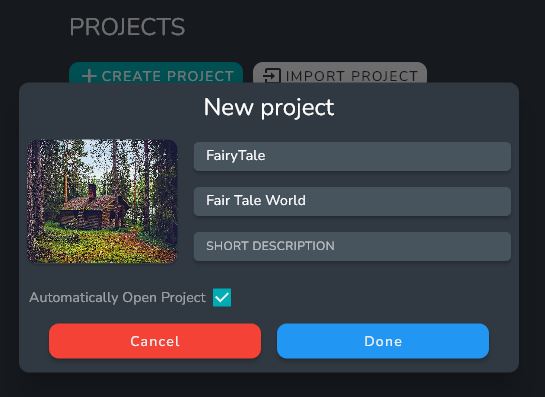 PROJECTS
CREATE PROJECT
IMPORT PROJECT
New project
FairyTale
Fair Tale World
SHORT DESCRIPTION
Automatically Open Project
Cancel
Done